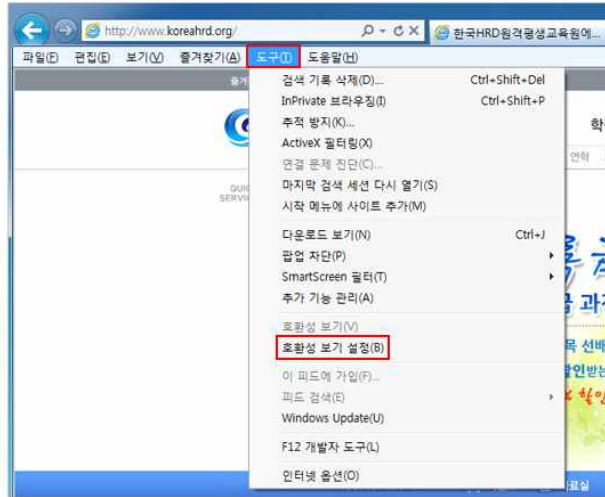 http://www.koreahrd.org/
한국HRD원격평생교육원에...
파일(F) 편집(E) 보기(V) 즐겨찾기(A) 도구(T) 도움말(H)
검색 기록 삭제(D)... Ctrl+Shift+Del
InPrivate 브라우징(I) Ctrl+Shift+P
추적 방지(K)...
ActiveX 필터링(X)
연결 문제 진단(C)...
마지막 검색 세션 다시 열기(S)
시작 메뉴에 사이트 추가(M)
연혁
QUI
SERVI
다운로드 보기(N) Ctrl+J
팝업 차단(P)
SmartScreen 필터(T)
추가 기능 관리(A)
호환성 보기(V)
호환성 보기 설정(B)
이 피드에 가입(F)...
피드 검색(E)
Windows Update(U)
F12 개발자 도구(L)
인터넷 옵션(O)